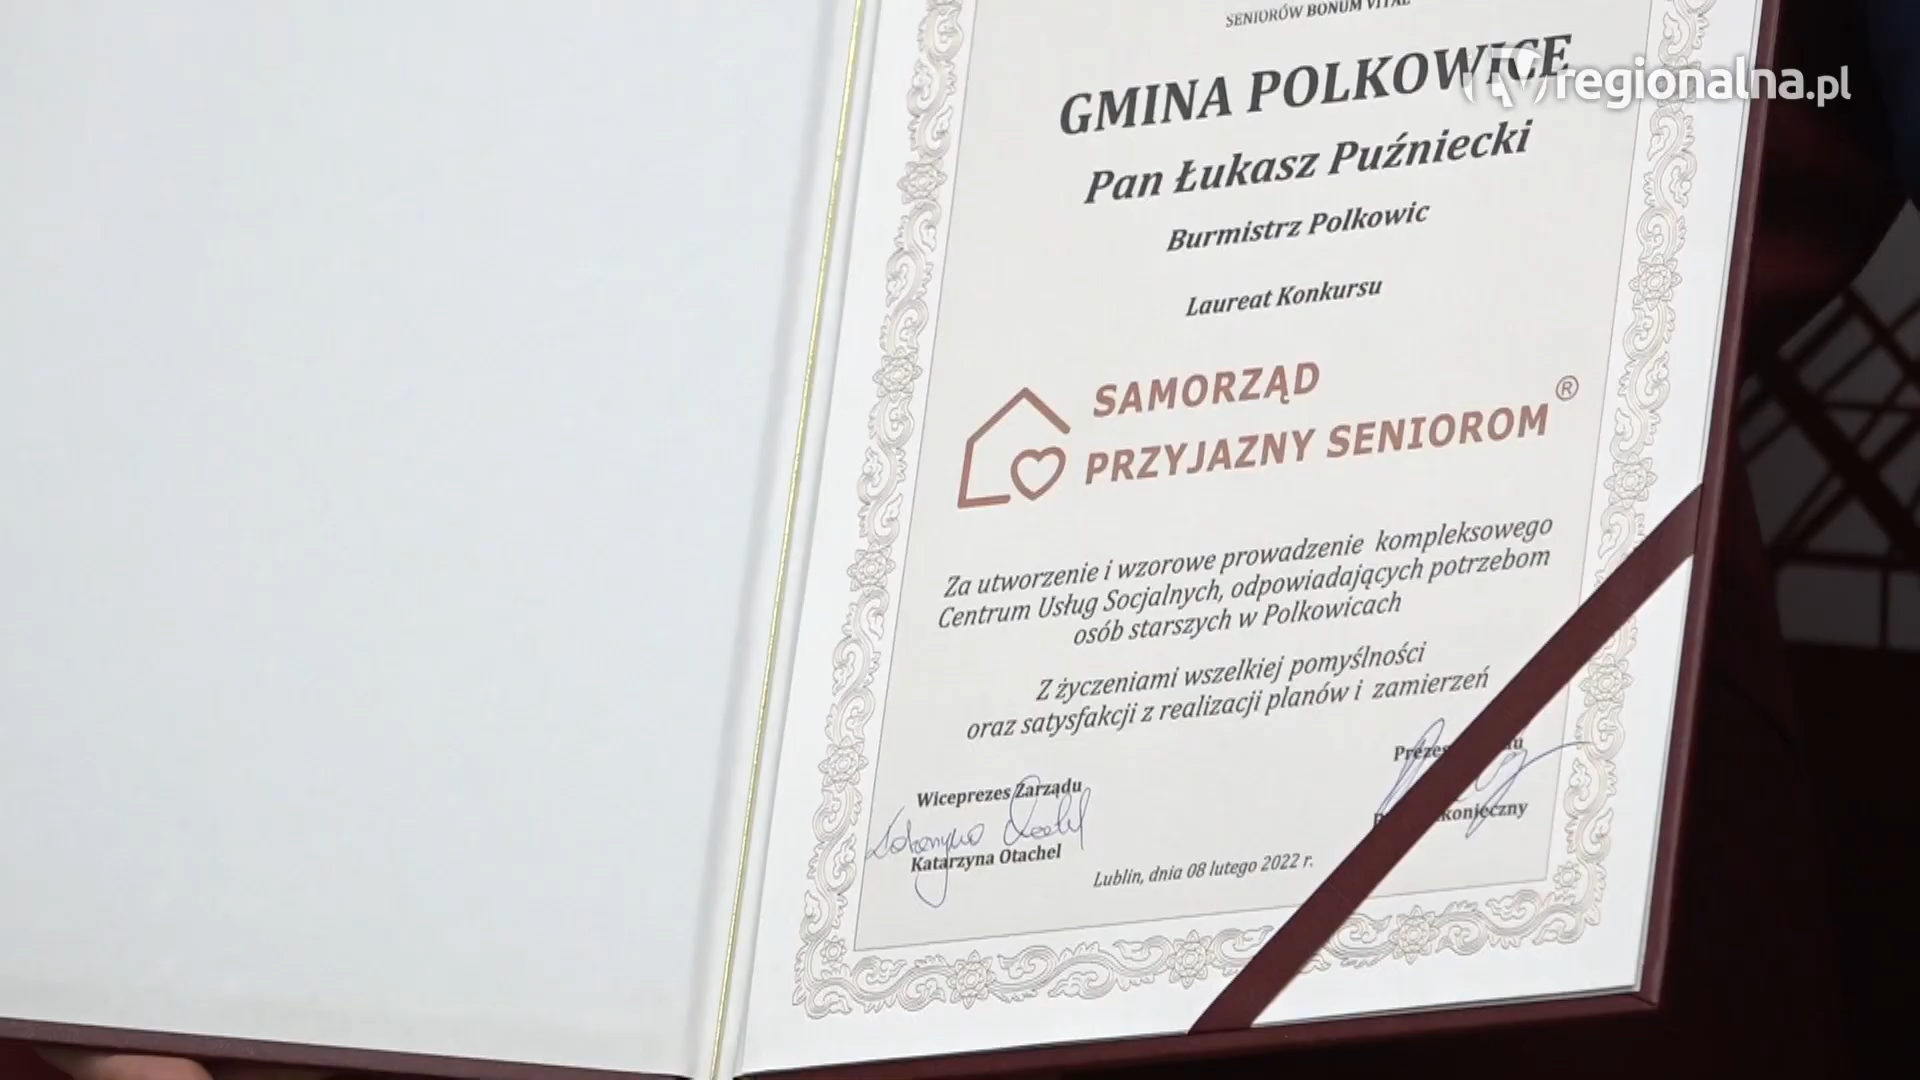 SENIORÓW BONUM VITAE
GMINA POLKOWICE
regionalna.pl
Pan Łukasz Puźniecki
Burmistrz Polkowic
Laureat Konkursu
SAMORZĄD
PRZYJAZNY SENIOROM ®
Za utworzenie i wzorowe prowadzenie kompleksowego
Centrum Usług Socjalnych, odpowiadających potrzebom
osób starszych w Polkowicach
Z życzeniami wszelkiej pomyślności
oraz satysfakcji z realizacji planów i zamierzeń
Wiceprezes Zarządu
Katarzyna Otachel
Lublin, dnia 08 lutego 2022 r.